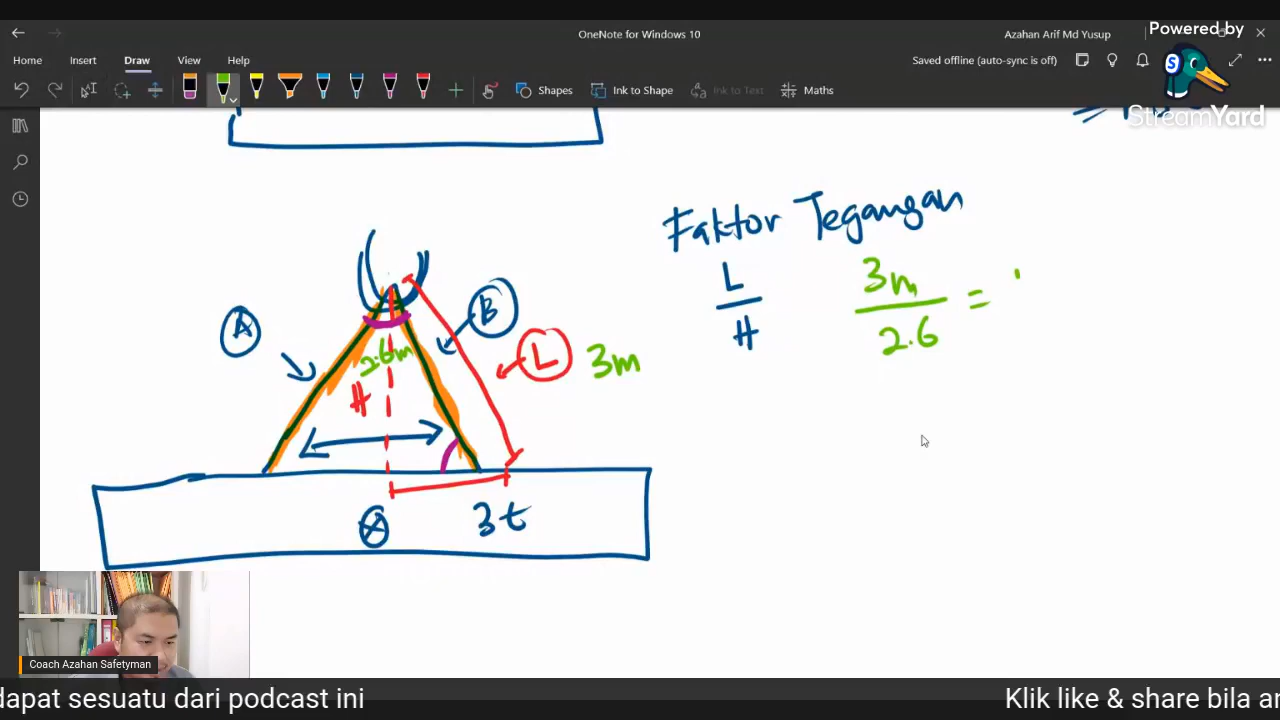 OneNote for Windows 10
Azahan Arif Md Yusup
Powered by
Home Insert Draw View Help
Saved offline (auto-sync is off)
S
StreamYard
Shapes
Ink to Shape
Ink to Text
Maths
Faktor Tegangan
L
H
3m
2.6
=
A
B
L
3m
2.6m
H
3t
Coach Azahan Safetyman
dapat sesuatu dari podcast ini
Klik like & share bila